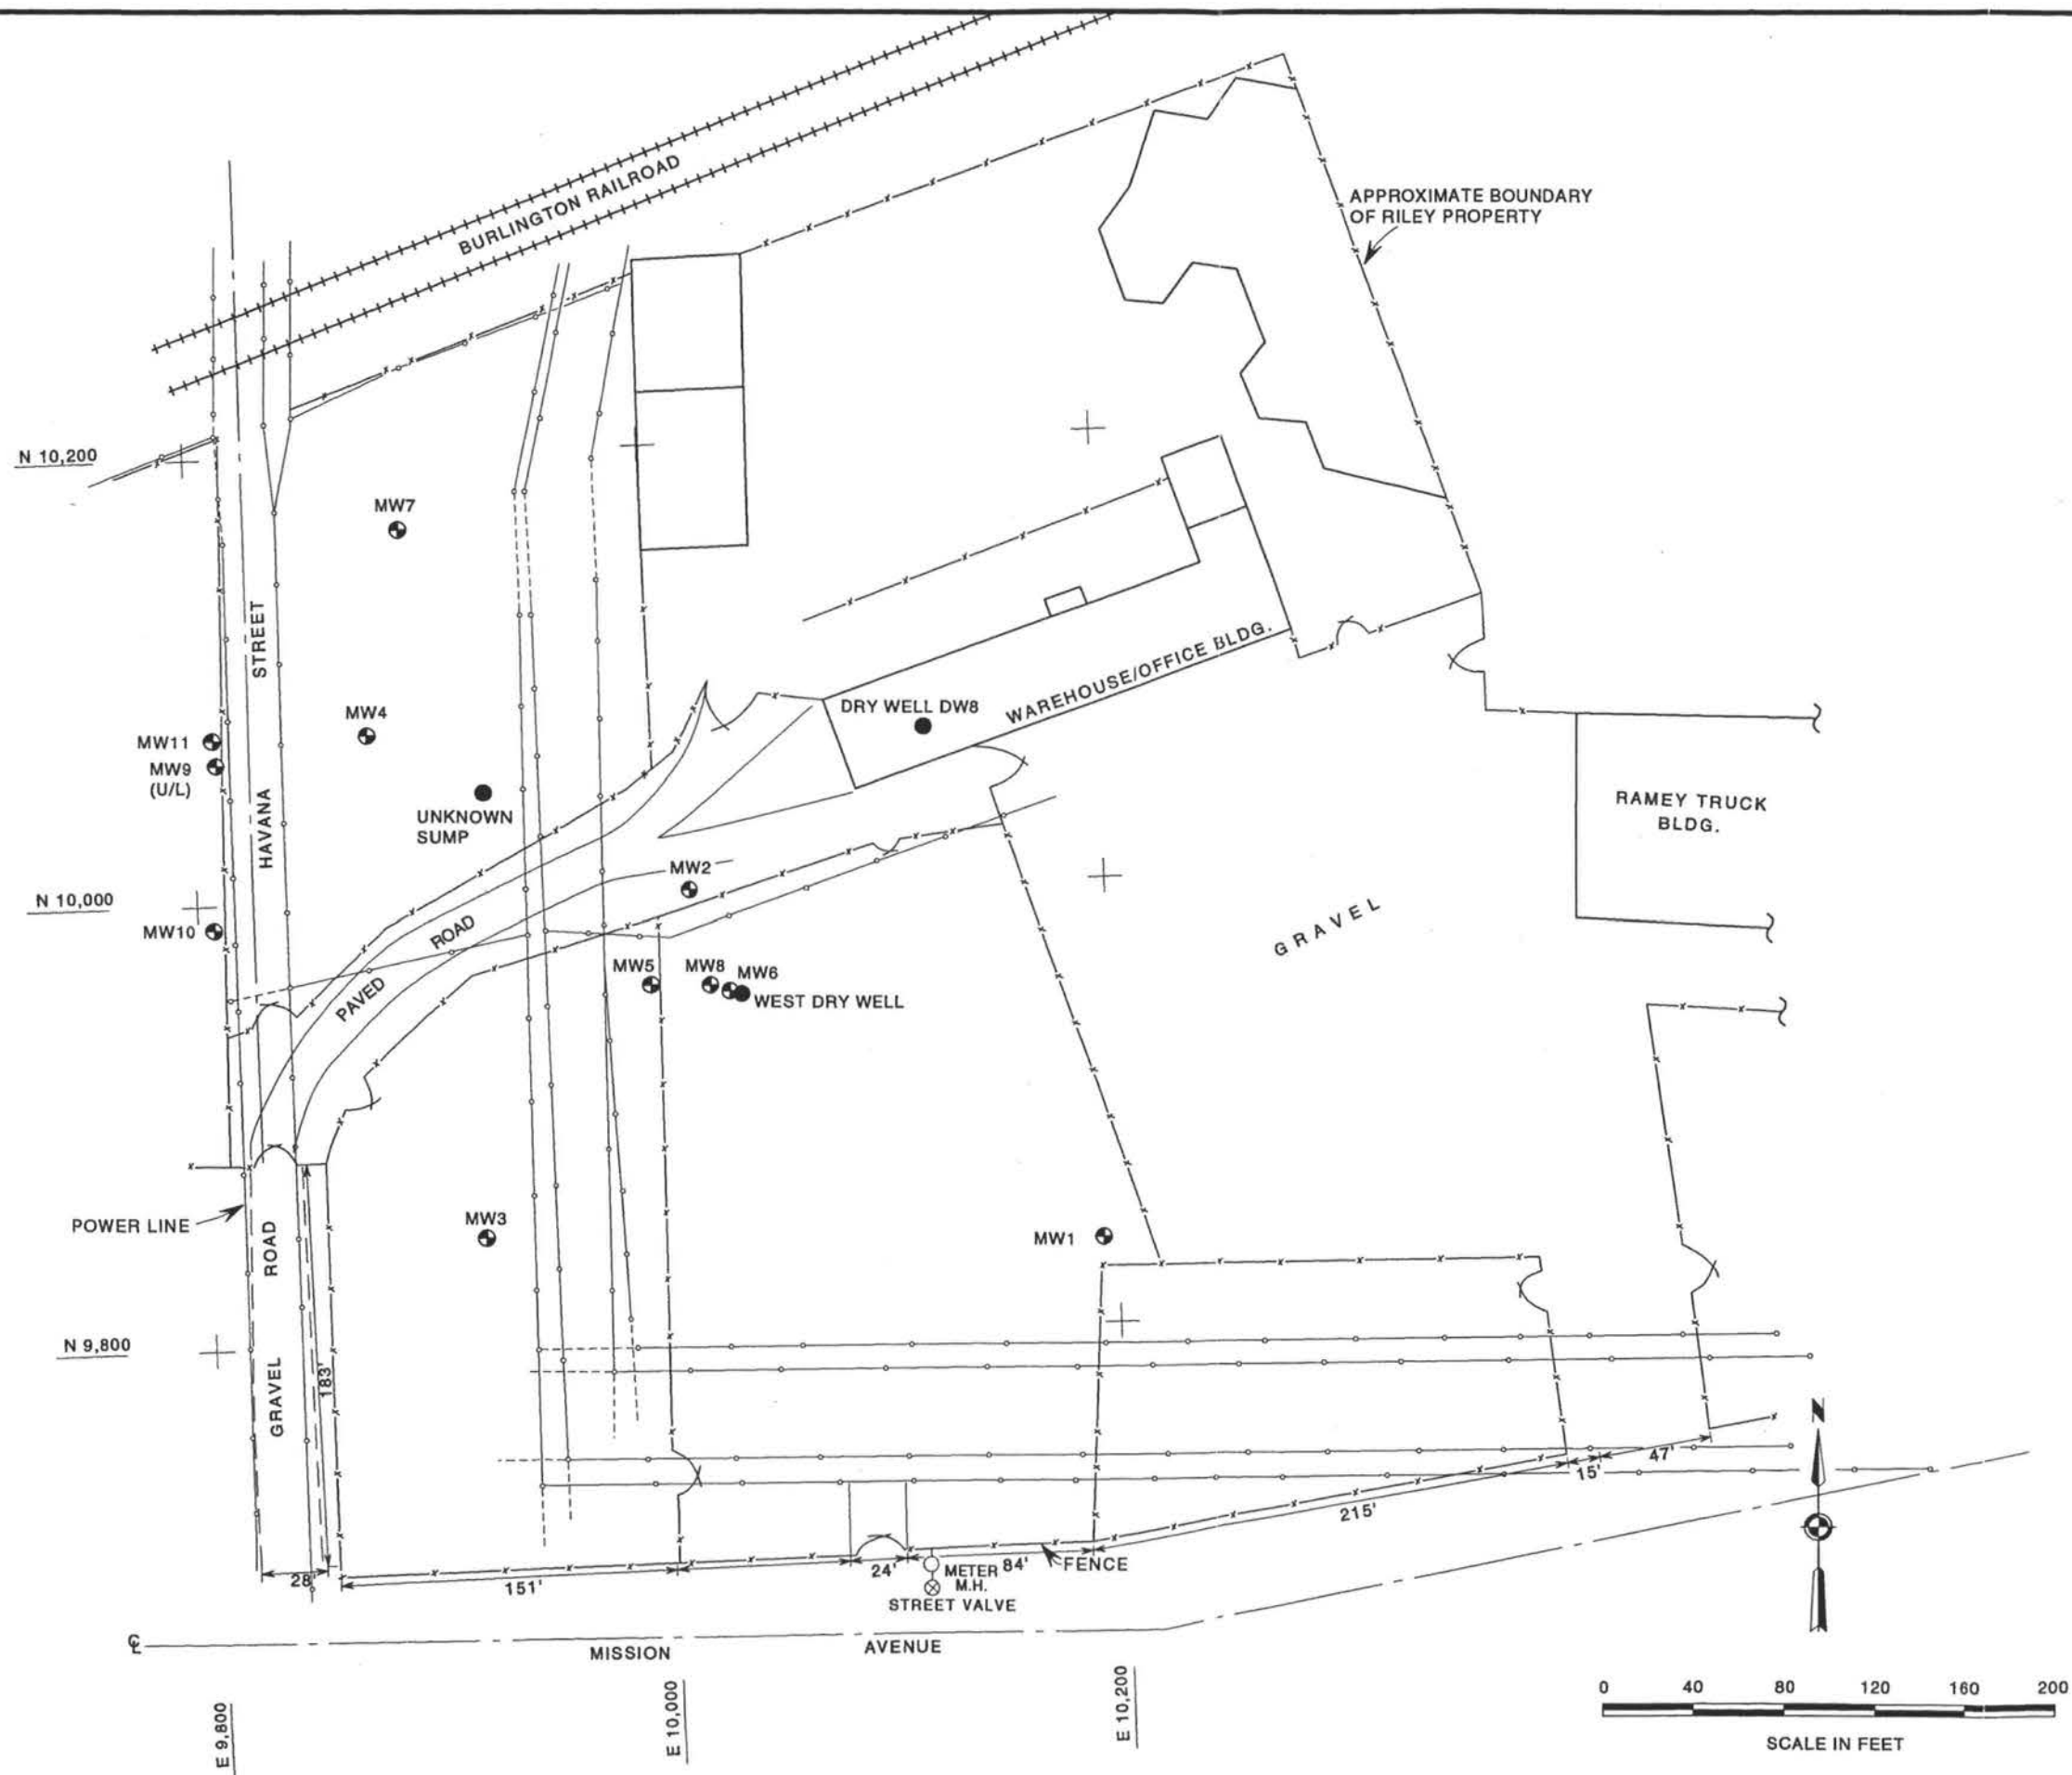 BURLINGTON RAILROAD
APPROXIMATE BOUNDARY
OF RILEY PROPERTY
N 10,200
MW7
STREET
HAVANA
MW4
MW11
MW9
(U/L)
UNKNOWN
SUMP
DRY WELL DW8
WAREHOUSE/OFFICE BLDG.
RAMEY TRUCK
BLDG.
MW2
N 10,000
MW10
PAVED ROAD
GRAVEL
MW5
MW8
MW6
WEST DRY WELL
POWER LINE
MW3
MW1
GRAVEL ROAD
183'
N 9,800
N
47'
15'
215'
28'
151'
24'
84'
METER
M.H.
FENCE
STREET VALVE
℄
MISSION AVENUE
E 9,800
E 10,000
E 10,200
0 40 80 120 160 200
SCALE IN FEET